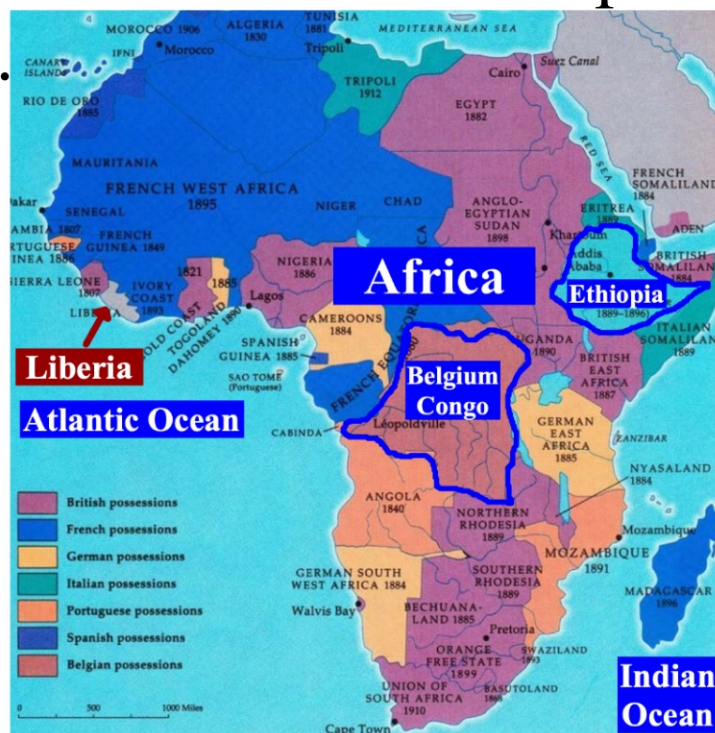 MOROCCO 1906
IFNI
Morocco
ALGERIA
1830
TUNISIA
1881
Tripoli
MEDITERRANEAN SEA
CANARY
ISLANDS
RIO DE ORO
1885
TRIPOLI
1912
Cairo
Suez Canal
EGYPT
1882
RED SEA
MAURITANIA
FRENCH WEST AFRICA
1895
NIGER
CHAD
ANGLO-
EGYPTIAN
SUDAN
1898
Khartoum
FRENCH
SOMALILAND
1884
ERITREA
1889
ADEN
SENEGAL
FRENCH
GUINEA 1849
1807
1886
SIERRA LEONE
1807
IVORY
COAST
1893
1821
1885
NIGERIA
1886
Lagos
GOLD COAST
TOGOLAND
DAHOMEY 1890
Africa
Addis
Ababa
BRITISH
1884
Ethiopia
1889–1896)
ITALIAN
SOMALILAND
1889
Liberia
Atlantic Ocean
CAMEROONS
1884
SPANISH
GUINEA 1885
SAO TOME
(Portuguese)
UGANDA
1890
BRITISH
EAST
AFRICA
1887
Belgium
Congo
Léopoldville
CABINDA
GERMAN
EAST
AFRICA
1885
ZANZIBAR
NYASALAND
1884
ANGOLA
1840
NORTHERN
RHODESIA
1889
Mozambique
MOZAMBIQUE
1891
GERMAN SOUTH
WEST AFRICA 1884
Walvis Bay
SOUTHERN
RHODESIA
1889
MADAGASCAR
1896
BECHUANA-
LAND 1885
Pretoria
ORANGE
FREE STATE
1899
SWAZILAND
1893
BASUTOLAND
1868
UNION OF
SOUTH AFRICA
1910
Cape Town
British possessions
French possessions
German possessions
Italian possessions
Portuguese possessions
Spanish possessions
Belgian possessions
0 500 1000 Miles
Indian
Ocean